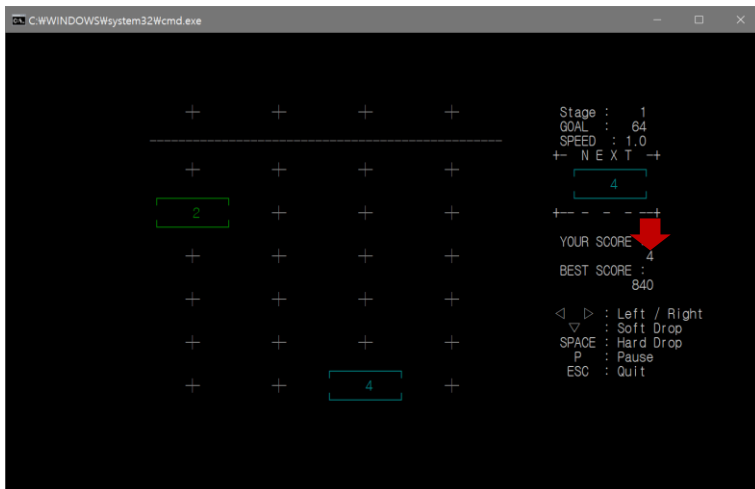 C:₩WINDOWS₩system32₩cmd.exe
Stage : 1
GOAL : 64
SPEED : 1.0
+- N E X T -+
4
2
+-- - - --+
YOUR SCORE
4
BEST SCORE :
840
◁ ▷ : Left / Right
▽ : Soft Drop
SPACE : Hard Drop
P : Pause
ESC : Quit
4